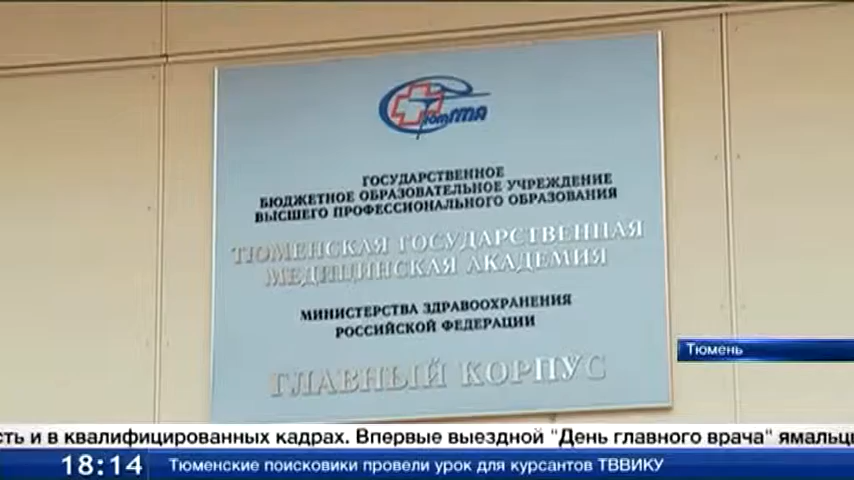 ТюмГМА
ГОСУДАРСТВЕННОЕ
БЮДЖЕТНОЕ ОБРАЗОВАТЕЛЬНОЕ УЧРЕЖДЕНИЕ
ВЫСШЕГО ПРОФЕССИОНАЛЬНОГО ОБРАЗОВАНИЯ
ТЮМЕНСКАЯ ГОСУДАРСТВЕННАЯ
МЕДИЦИНСКАЯ АКАДЕМИЯ
МИНИСТЕРСТВА ЗДРАВООХРАНЕНИЯ
РОССИЙСКОЙ ФЕДЕРАЦИИ
ГЛАВНЫЙ КОРПУС
Тюмень
сть и в квалифицированных кадрах. Впервые выездной "День главного врача" ямальц
18:14 Тюменские поисковики провели урок для курсантов ТВВИКУ